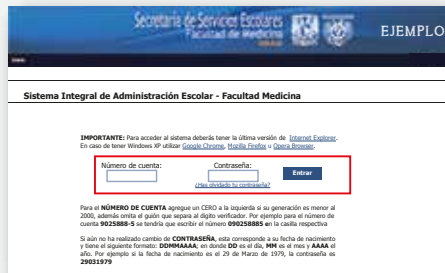 Secretaría de Servicios Escolares
Facultad de Medicina
EJEMPLO
Sistema Integral de Administración Escolar - Facultad Medicina
IMPORTANTE: Para acceder al sistema deberás tener la última versión de Internet Explorer.
En caso de tener Windows XP utilizar Google Chrome, Mozilla Firefox u Opera Browser.
Número de cuenta: Contraseña:
Entrar
¿Has olvidado tu contraseña?
Para el NÚMERO DE CUENTA agregue un CERO a la izquierda si su generación es menor al
2000, además omita el guión que separa al dígito verificador. Por ejemplo para el número de
cuenta 9025888-5 se tendría que escribir el número 090258885 en la casilla respectiva
Si aún no ha realizado cambio de CONTRASEÑA, esta corresponde a su fecha de nacimiento
y tiene el siguiente formato: DDMMAAAA; en donde DD es el día, MM es el mes y AAAA el
año. Por ejemplo si la fecha de nacimiento es el 29 de Marzo de 1979, la contraseña es
29031979